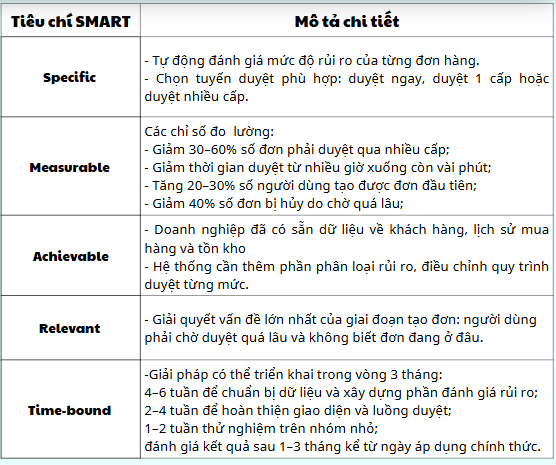 Tiêu chí SMART Mô tả chi tiết
Specific
- Tự động đánh giá mức độ rủi ro của từng đơn hàng.
- Chọn tuyến duyệt phù hợp: duyệt ngay, duyệt 1 cấp hoặc
duyệt nhiều cấp.
Measurable
Các chỉ số đo lường:
- Giảm 30–60% số đơn phải duyệt qua nhiều cấp;
- Giảm thời gian duyệt từ nhiều giờ xuống còn vài phút;
- Tăng 20–30% số người dùng tạo được đơn đầu tiên;
- Giảm 40% số đơn bị hủy do chờ quá lâu;
Achievable
- Doanh nghiệp đã có sẵn dữ liệu về khách hàng, lịch sử mua
hàng và tồn kho
- Hệ thống cần thêm phần phân loại rủi ro, điều chỉnh quy trình
duyệt từng mức.
Relevant
- Giải quyết vấn đề lớn nhất của giai đoạn tạo đơn: người dùng
phải chờ duyệt quá lâu và không biết đơn đang ở đâu.
Time-bound
-Giải pháp có thể triển khai trong vòng 3 tháng:
4–6 tuần để chuẩn bị dữ liệu và xây dựng phần đánh giá rủi ro;
2–4 tuần để hoàn thiện giao diện và luồng duyệt;
1–2 tuần thử nghiệm trên nhóm nhỏ;
đánh giá kết quả sau 1–3 tháng kể từ ngày áp dụng chính thức.